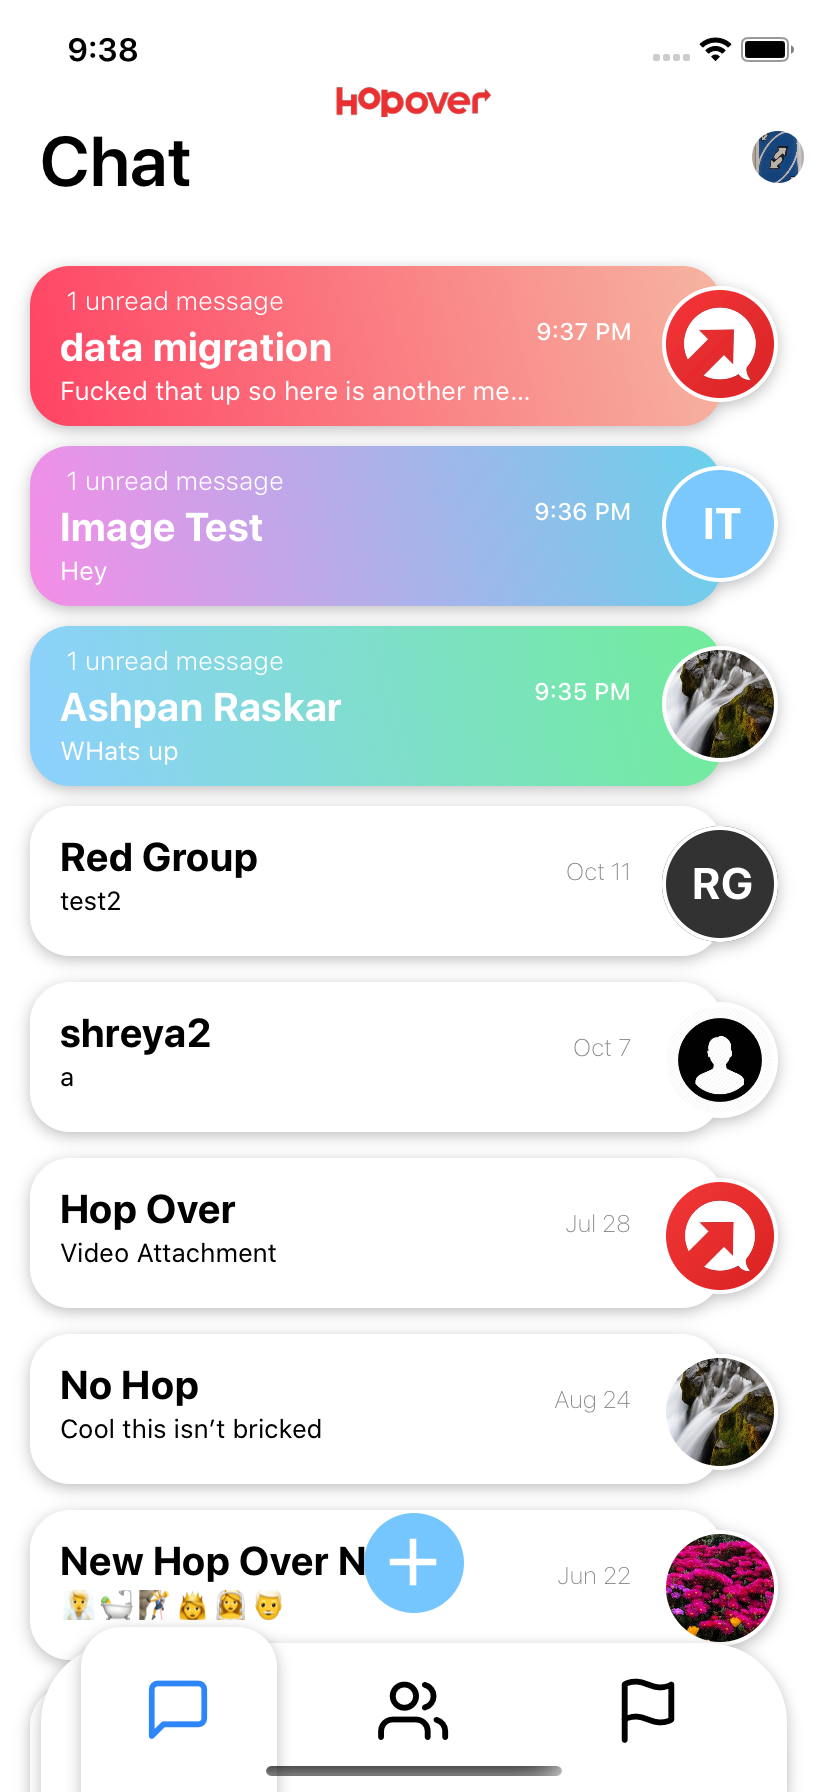 9:38
Hopover
Chat
1 unread message
data migration
9:37 PM
Fucked that up so here is another me...
1 unread message
Image Test
9:36 PM
Hey
IT
1 unread message
Ashpan Raskar
9:35 PM
WHats up
Red Group
Oct 11
test2
RG
shreya2
Oct 7
a
Hop Over
Jul 28
Video Attachment
No Hop
Aug 24
Cool this isn’t bricked
New Hop Over N
Jun 22